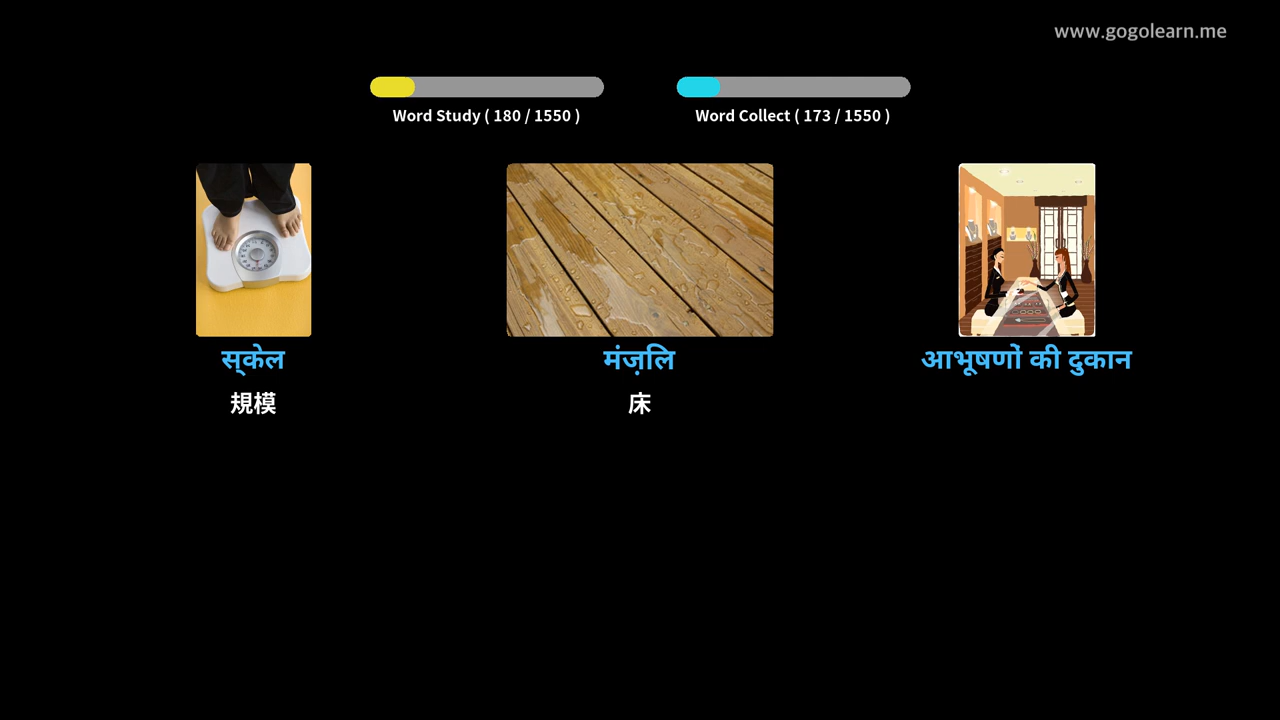 www.gogolearn.me
Word Study ( 180 / 1550 )
Word Collect ( 173 / 1550 )
स्केल
मंज़लि
आभूषणों की दुकान
規模
床